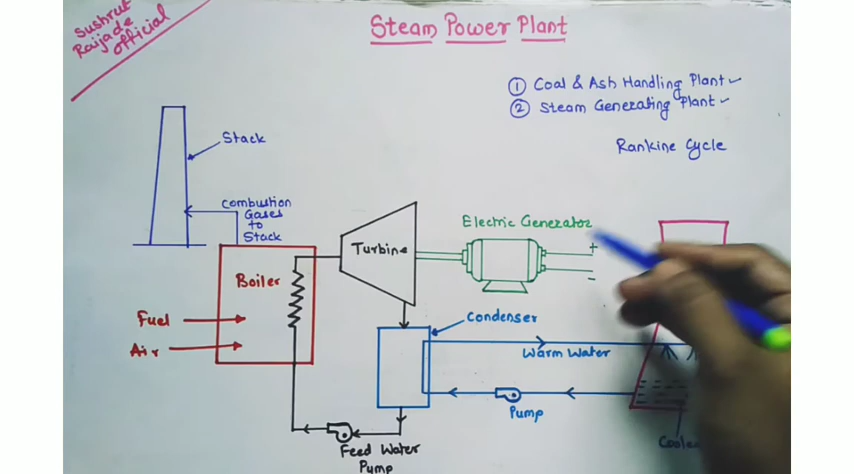 Sushrut
Raijade
official
Steam Power Plant
① Coal & Ash Handling Plant
② Steam Generating Plant
Rankine Cycle
Stack
Combustion
Gases
to
Stack
Electric Generator
+
-
Turbine
Boiler
Fuel
Air
Condenser
Warm Water
Pump
Feed Water
Pump